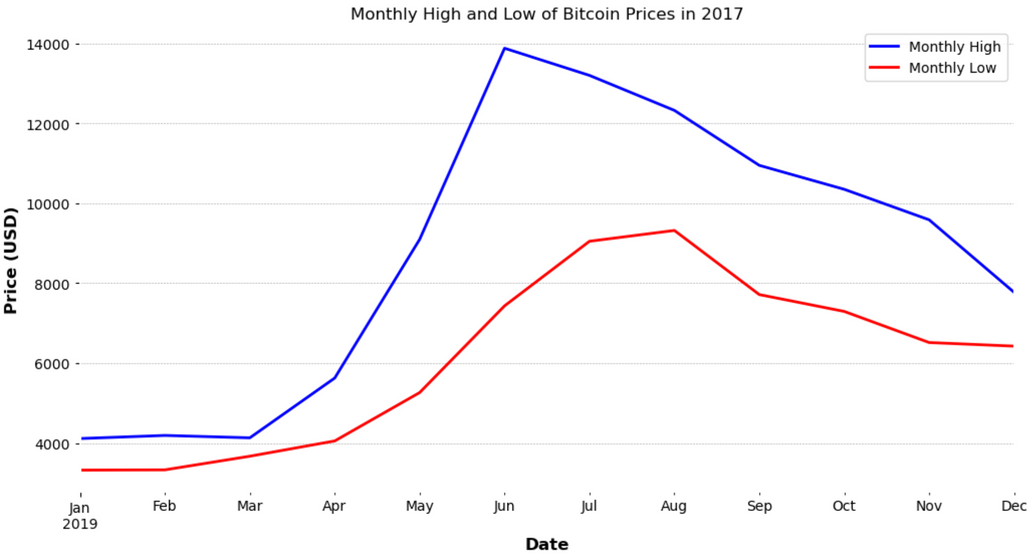 Monthly High and Low of Bitcoin Prices in 2017
Monthly High
Monthly Low
Price (USD)
14000
12000
10000
8000
6000
4000
Jan Feb Mar Apr May Jun Jul Aug Sep Oct Nov Dec
2019
Date